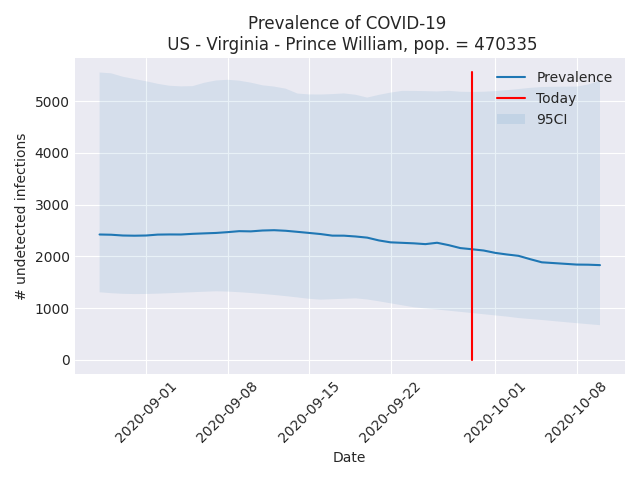 Prevalence of COVID-19
US - Virginia - Prince William, pop. = 470335
Prevalence
Today
95CI
# undetected infections
5000
4000
3000
2000
1000
0
2020-09-01
2020-09-08
2020-09-15
2020-09-22
2020-10-01
2020-10-08
Date